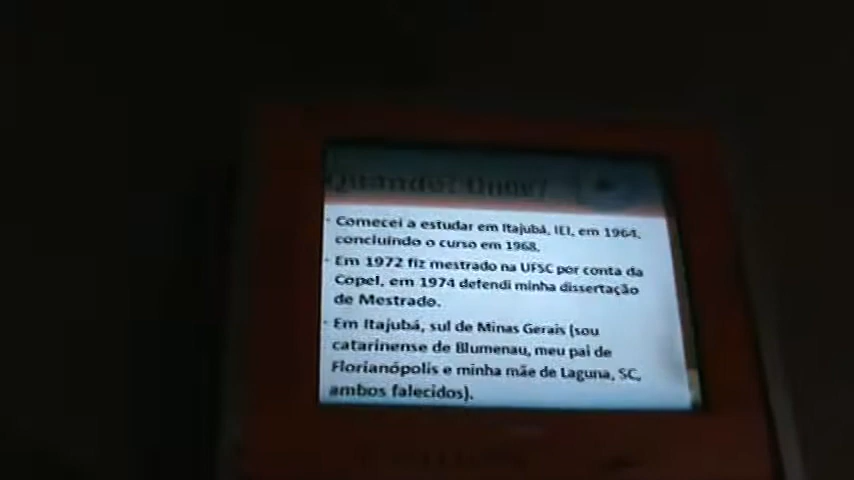 Quando? Onde?
- Comecei a estudar em Itajubá, IEI, em 1964,
concluindo o curso em 1968.
- Em 1972 fiz mestrado na UFSC por conta da
Copel, em 1974 defendi minha dissertação
de Mestrado.
- Em Itajubá, sul de Minas Gerais (sou
catarinense de Blumenau, meu pai de
Florianópolis e minha mãe de Laguna, SC,
ambos falecidos).